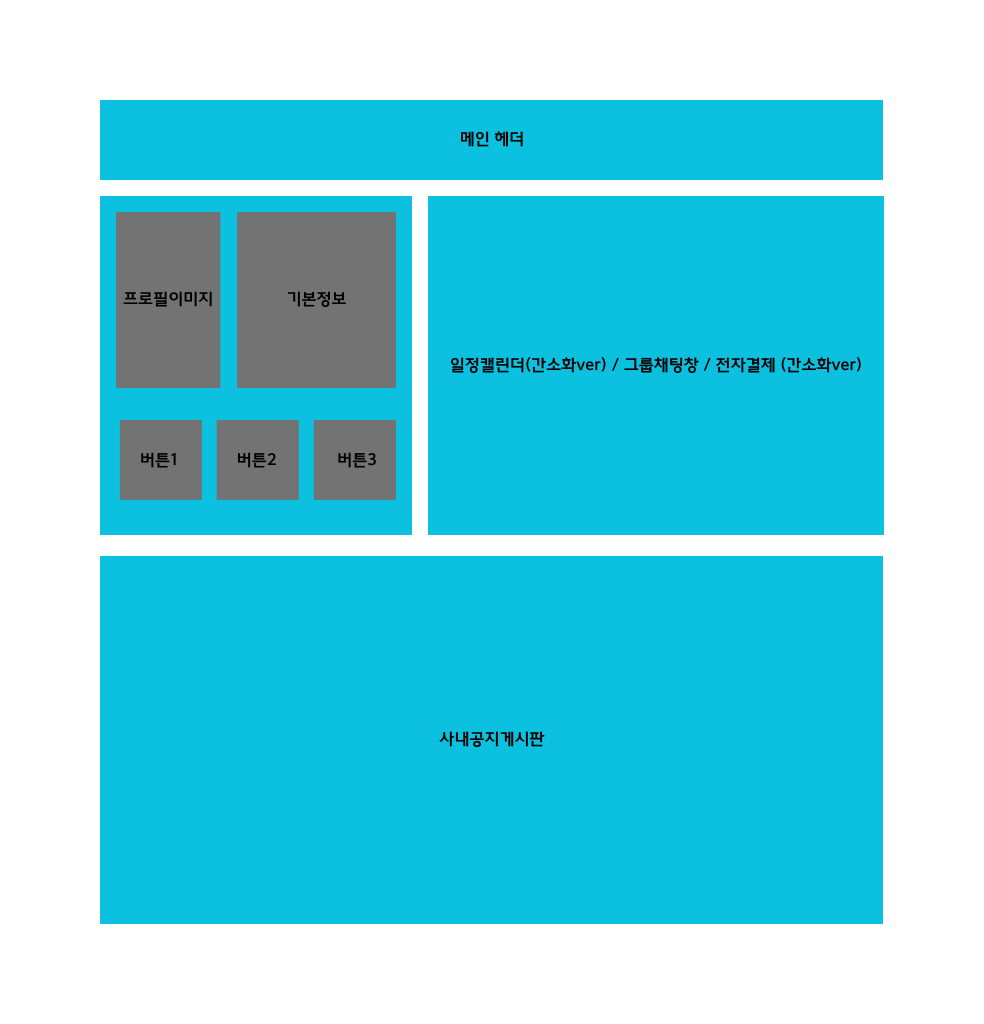 메인 헤더
프로필이미지
기본정보
버튼1
버튼2
버튼3
일정캘린더(간소화ver) / 그룹채팅창 / 전자결제 (간소화ver)
사내공지게시판